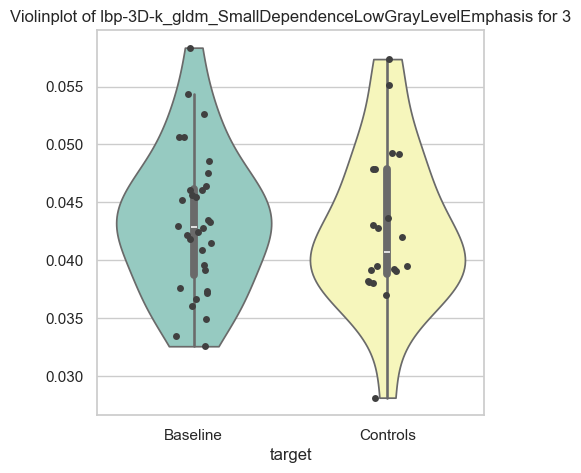 Violinplot of lbp-3D-k_gldm_SmallDependenceLowGrayLevelEmphasis for 3
0.055
0.050
0.045
0.040
0.035
0.030
Baseline
Controls
target